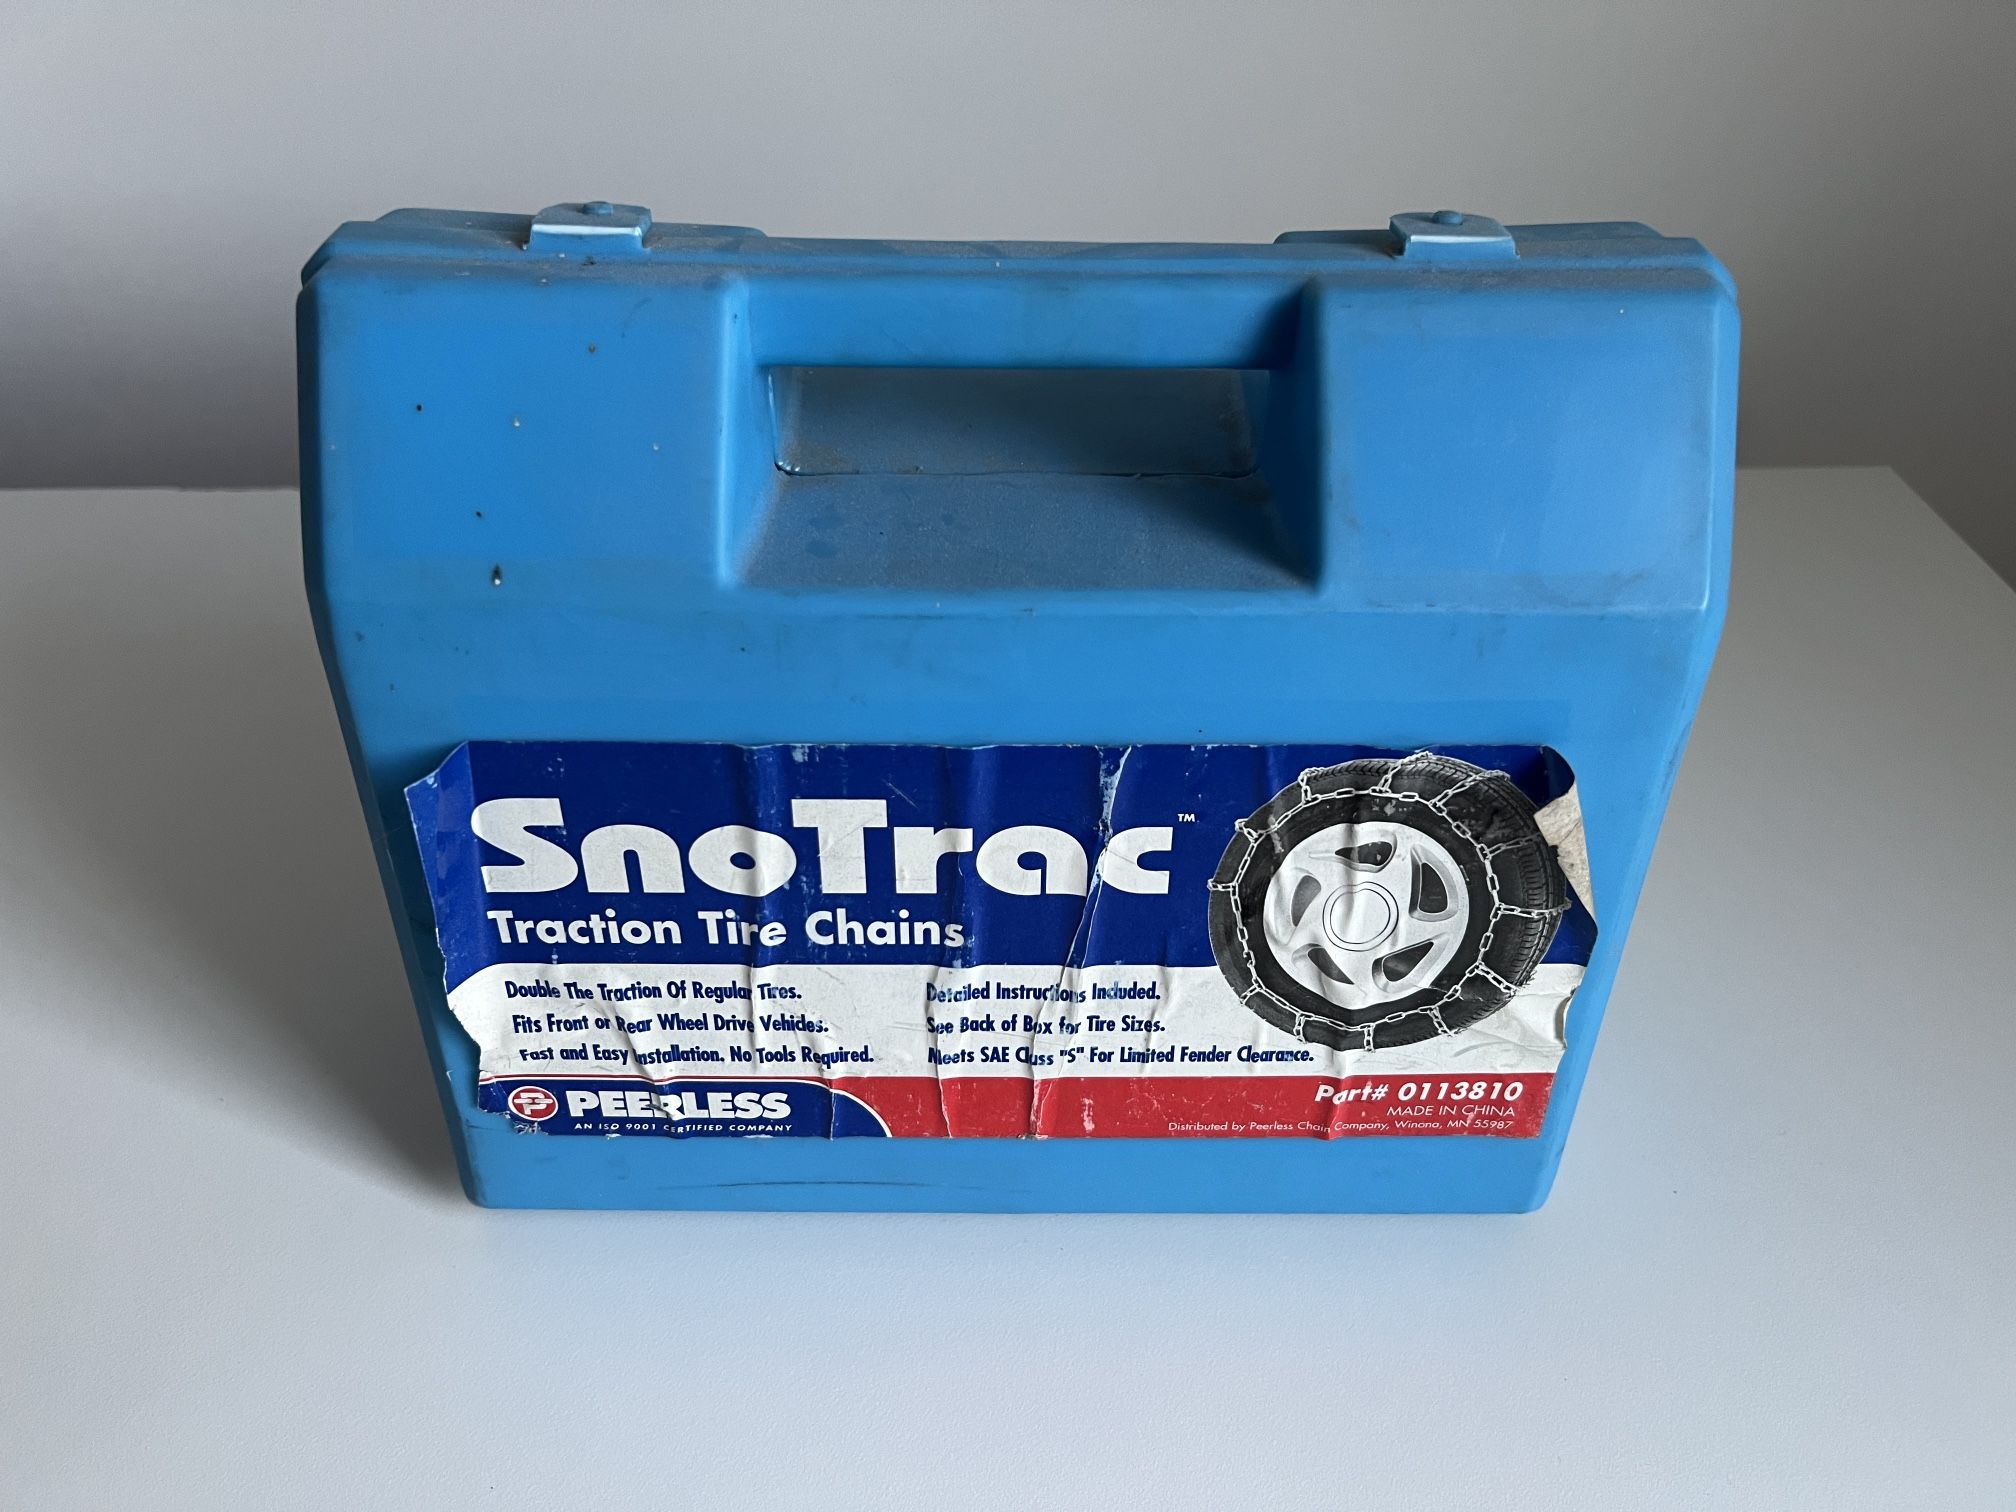 SnoTrac™
Traction Tire Chains
Double The Traction Of Regular Tires.
Fits Front or Rear Wheel Drive Vehicles.
Fast and Easy Installation. No Tools Required.
Detailed Instructions Included.
See Back of Box for Tire Sizes.
Meets SAE Class "S" For Limited Fender Clearance.
PEERLESS
AN ISO 9001 CERTIFIED COMPANY
Part# 0113810
MADE IN CHINA
Distributed by Peerless Chain Company, Winona, MN 55987